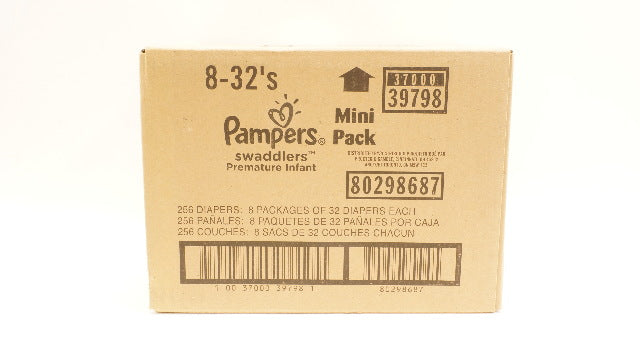 8-32's
37000
39798
Pampers®
Mini
Pack
swaddlers™
Premature Infant
80298687
256 DIAPERS: 8 PACKAGES OF 32 DIAPERS EACH
256 PAÑALES: 8 PAQUETES DE 32 PAÑALES POR CAJA
256 COUCHES: 8 SACS DE 32 COUCHES CHACUN
1 00 37000 39798 1
80298687